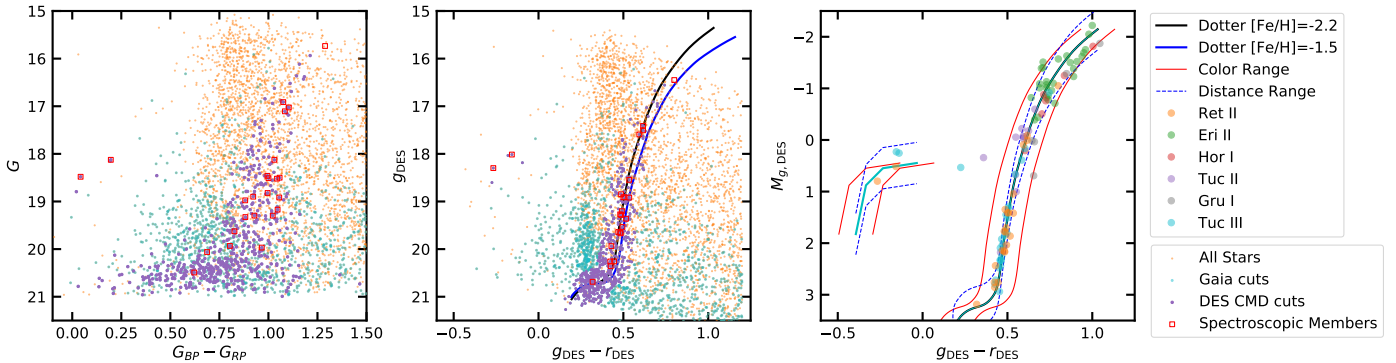 15
16
17
18
19
20
21
G
0.00 0.25 0.50 0.75 1.00 1.25 1.50
G_BP − G_RP
15
16
17
18
19
20
21
g_DES
−0.5 0.0 0.5 1.0
g_DES − r_DES
−2
−1
0
1
2
3
M_g, DES
−0.5 0.0 0.5 1.0
g_DES − r_DES
Dotter [Fe/H]=-2.2
Dotter [Fe/H]=-1.5
Color Range
Distance Range
Ret II
Eri II
Hor I
Tuc II
Gru I
Tuc III
All Stars
Gaia cuts
DES CMD cuts
Spectroscopic Members